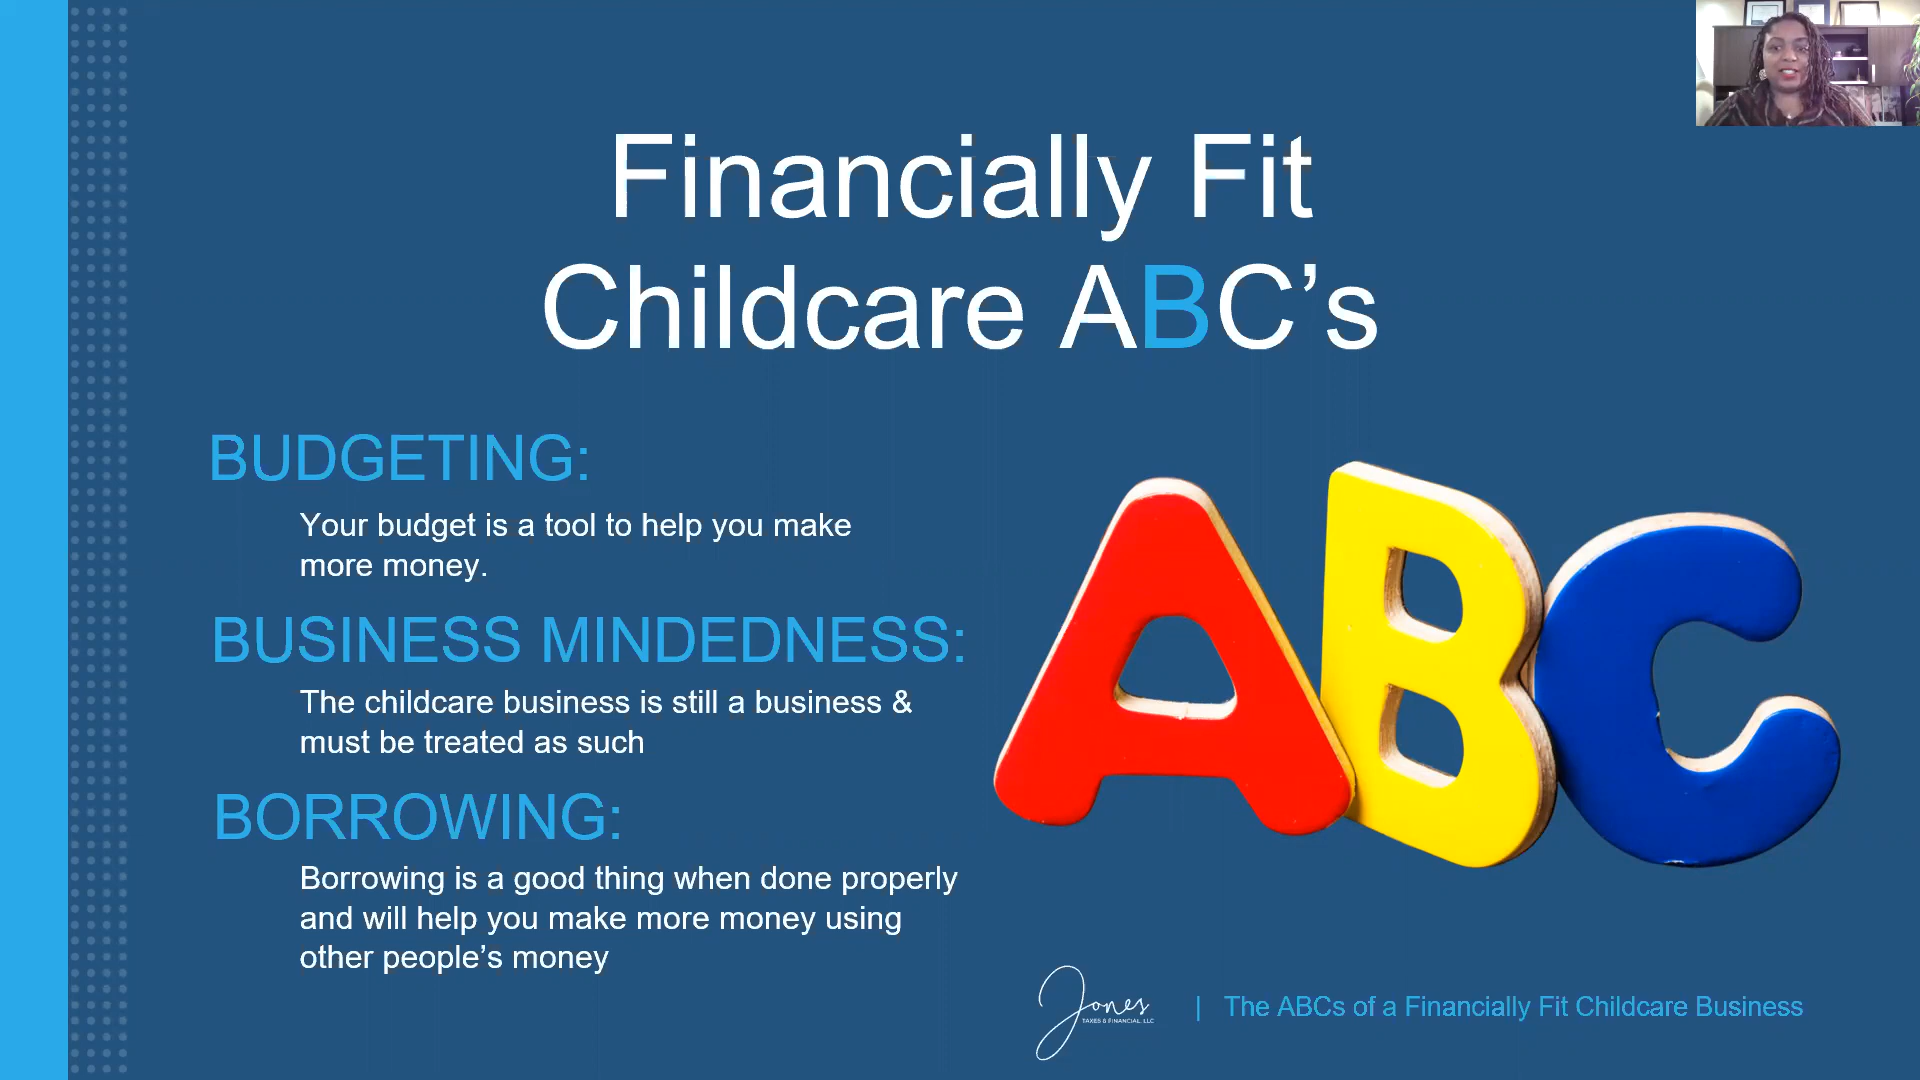 Financially Fit
Childcare ABC’s
BUDGETING:
Your budget is a tool to help you make
more money.
BUSINESS MINDEDNESS:
The childcare business is still a business &
must be treated as such
BORROWING:
Borrowing is a good thing when done properly
and will help you make more money using
other people’s money
ABC
Jones
TAXES & FINANCIAL, LLC
| The ABCs of a Financially Fit Childcare Business